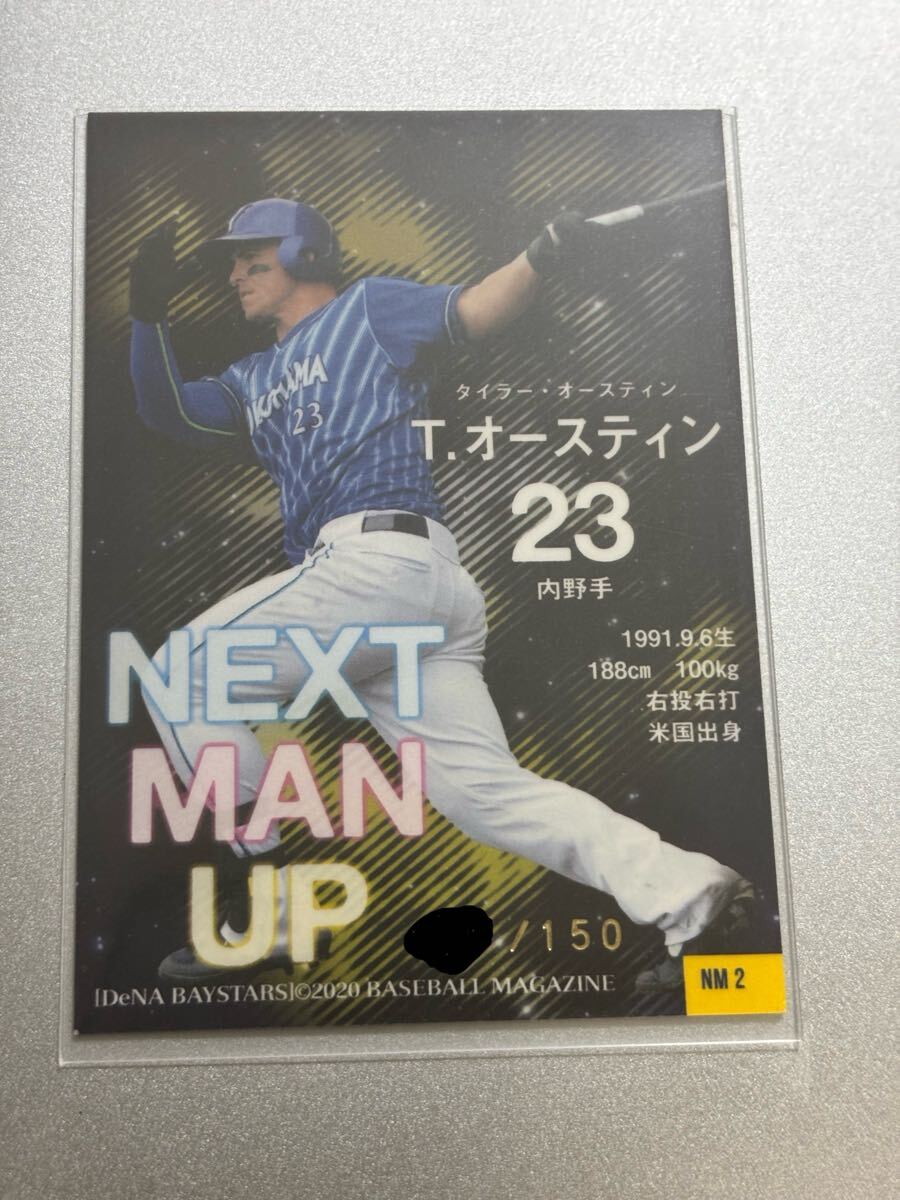 タイラー・オースティン
T.オースティン
23
内野手
1991.9.6生
188cm 100kg
右投右打
米国出身
NEXT
MAN
UP
/150
[DeNA BAYSTARS]©2020 BASEBALL MAGAZINE
NM 2
23